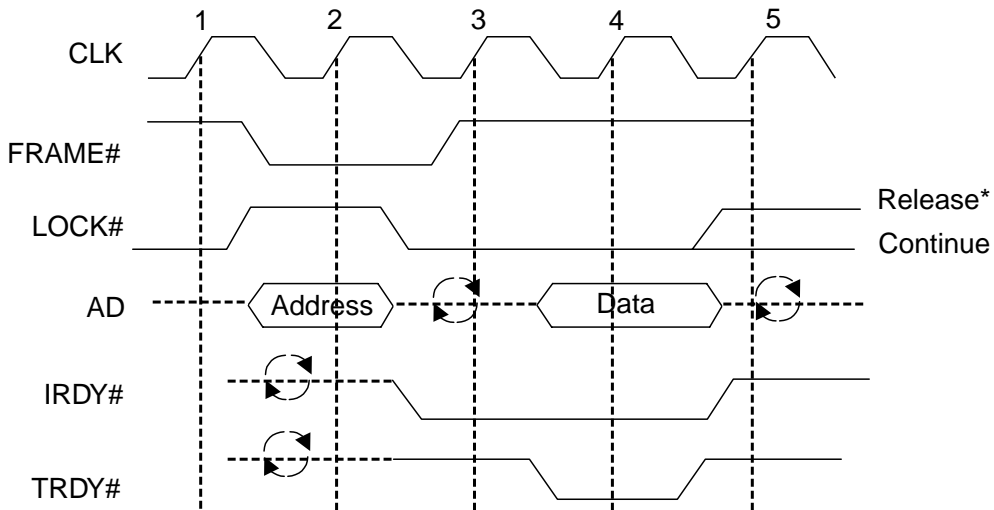 1 2 3 4 5
CLK
FRAME#
LOCK#
Release*
Continue
AD
Address
Data
IRDY#
TRDY#